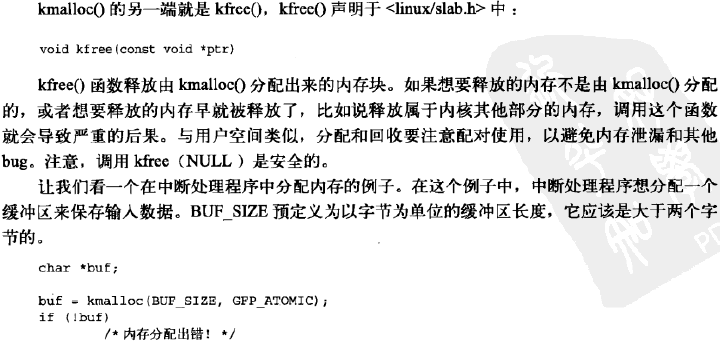 kmalloc() 的另一端就是 kfree()，kfree() 声明于 <linux/slab.h> 中：
void kfree(const void *ptr)
kfree() 函数释放由 kmalloc() 分配出来的内存块。如果想要释放的内存不是由 kmalloc() 分配
的，或者想要释放的内存早就被释放了，比如说释放属于内核其他部分的内存，调用这个函数
就会导致严重的后果。与用户空间类似，分配和回收要注意配对使用，以避免内存泄漏和其他
bug。注意，调用 kfree（NULL）是安全的。
让我们看一个在中断处理程序中分配内存的例子。在这个例子中，中断处理程序想分配一个
缓冲区来保存输入数据。BUF_SIZE 预定义为以字节为单位的缓冲区长度，它应该是大于两个字
节的。
char *buf;
buf = kmalloc(BUF_SIZE, GFP_ATOMIC);
if (!buf)
/* 内存分配出错！ */